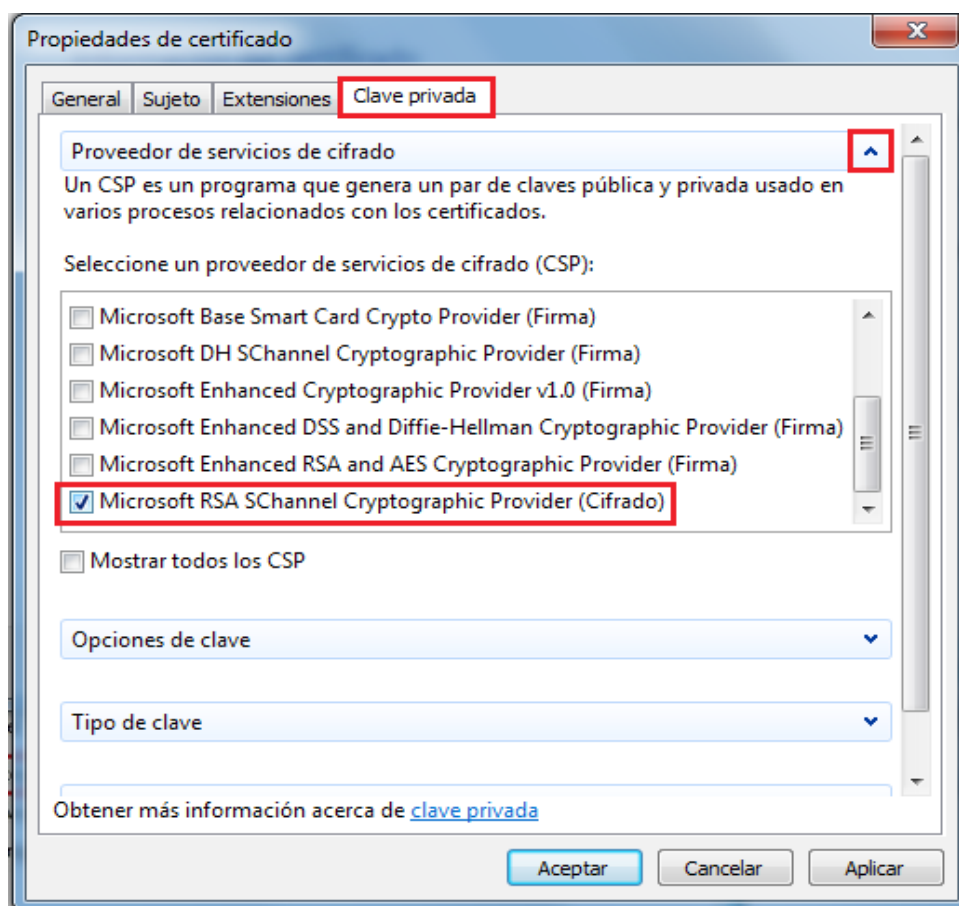 Propiedades de certificado
General
Sujeto
Extensiones
Clave privada
Proveedor de servicios de cifrado
Un CSP es un programa que genera un par de claves pública y privada usado en
varios procesos relacionados con los certificados.
Seleccione un proveedor de servicios de cifrado (CSP):
Microsoft Base Smart Card Crypto Provider (Firma)
Microsoft DH SChannel Cryptographic Provider (Firma)
Microsoft Enhanced Cryptographic Provider v1.0 (Firma)
Microsoft Enhanced DSS and Diffie-Hellman Cryptographic Provider (Firma)
Microsoft Enhanced RSA and AES Cryptographic Provider (Firma)
Microsoft RSA SChannel Cryptographic Provider (Cifrado)
Mostrar todos los CSP
Opciones de clave
Tipo de clave
Obtener más información acerca de clave privada
Aceptar
Cancelar
Aplicar